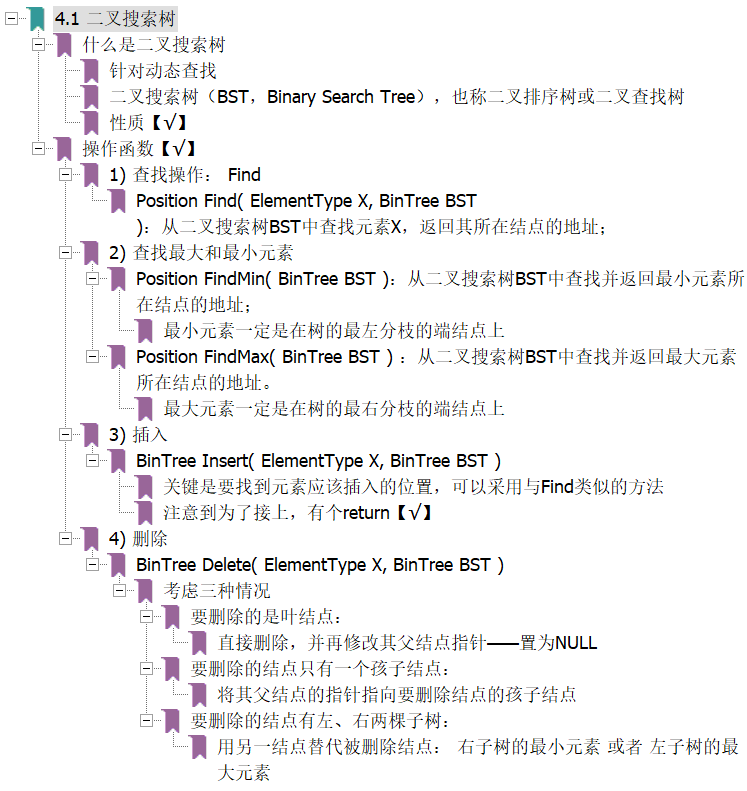 4.1 二叉搜索树
什么是二叉搜索树
针对动态查找
二叉搜索树（BST，Binary Search Tree），也称二叉排序树或二叉查找树
性质【√】
操作函数【√】
1) 查找操作： Find
Position Find( ElementType X, BinTree BST
)：从二叉搜索树BST中查找元素X，返回其所在结点的地址；
2) 查找最大和最小元素
Position FindMin( BinTree BST )：从二叉搜索树BST中查找并返回最小元素所
在结点的地址；
最小元素一定是在树的最左分枝的端结点上
Position FindMax( BinTree BST ) ：从二叉搜索树BST中查找并返回最大元素
所在结点的地址。
最大元素一定是在树的最右分枝的端结点上
3) 插入
BinTree Insert( ElementType X, BinTree BST )
关键是要找到元素应该插入的位置，可以采用与Find类似的方法
注意到为了接上，有个return【√】
4) 删除
BinTree Delete( ElementType X, BinTree BST )
考虑三种情况
要删除的是叶结点：
直接删除，并再修改其父结点指针——置为NULL
要删除的结点只有一个孩子结点：
将其父结点的指针指向要删除结点的孩子结点
要删除的结点有左、右两棵子树：
用另一结点替代被删除结点： 右子树的最小元素 或者 左子树的最
大元素